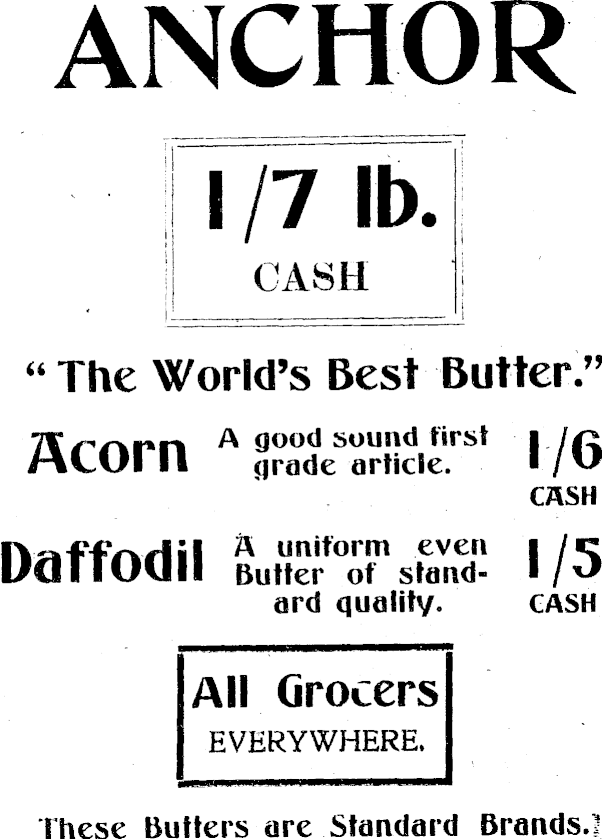 ANCHOR
1/7 lb.
CASH
“The World's Best Butter.”
Acorn A good sound first grade article. 1/6 CASH
Daffodil A uniform even Butter of stand-ard quality. 1/5 CASH
All Grocers
EVERYWHERE.
These Butters are Standard Brands.